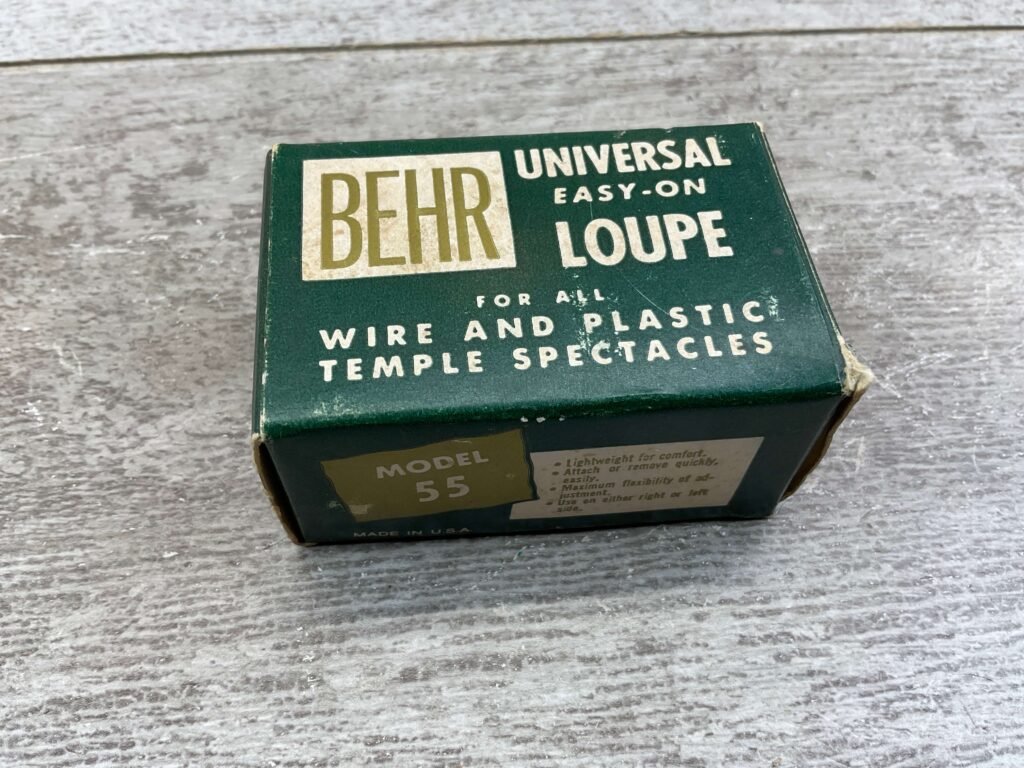 BEHR
UNIVERSAL
EASY-ON
LOUPE
FOR ALL
WIRE AND PLASTIC
TEMPLE SPECTACLES
MODEL
55
• Lightweight for comfort.
• Attach or remove quickly,
easily.
• Maximum flexibility of ad-
justment.
• Use on either right or left
side.
MADE IN U.S.A.